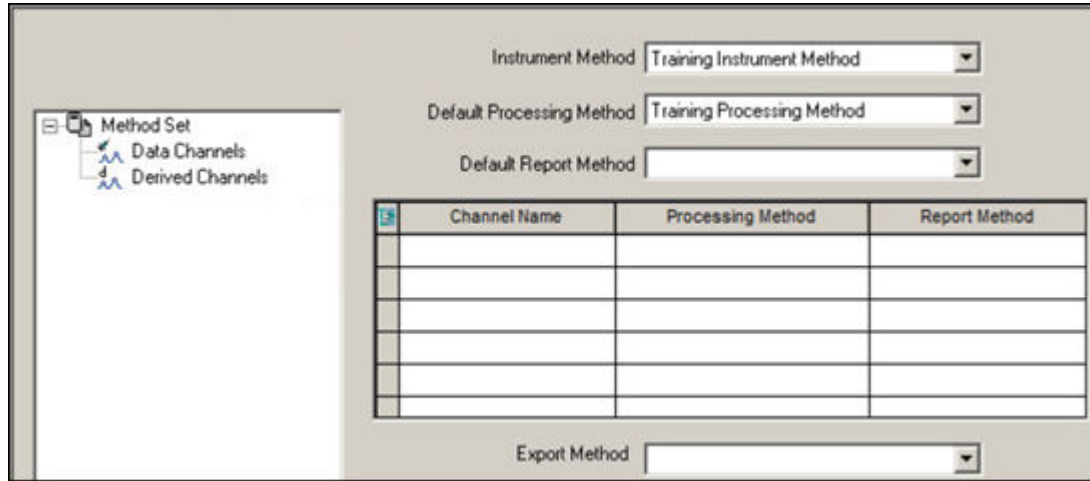 Instrument Method Training Instrument Method
Method Set
Data Channels
Derived Channels
Default Processing Method Training Processing Method
Default Report Method
Channel Name Processing Method Report Method
Export Method